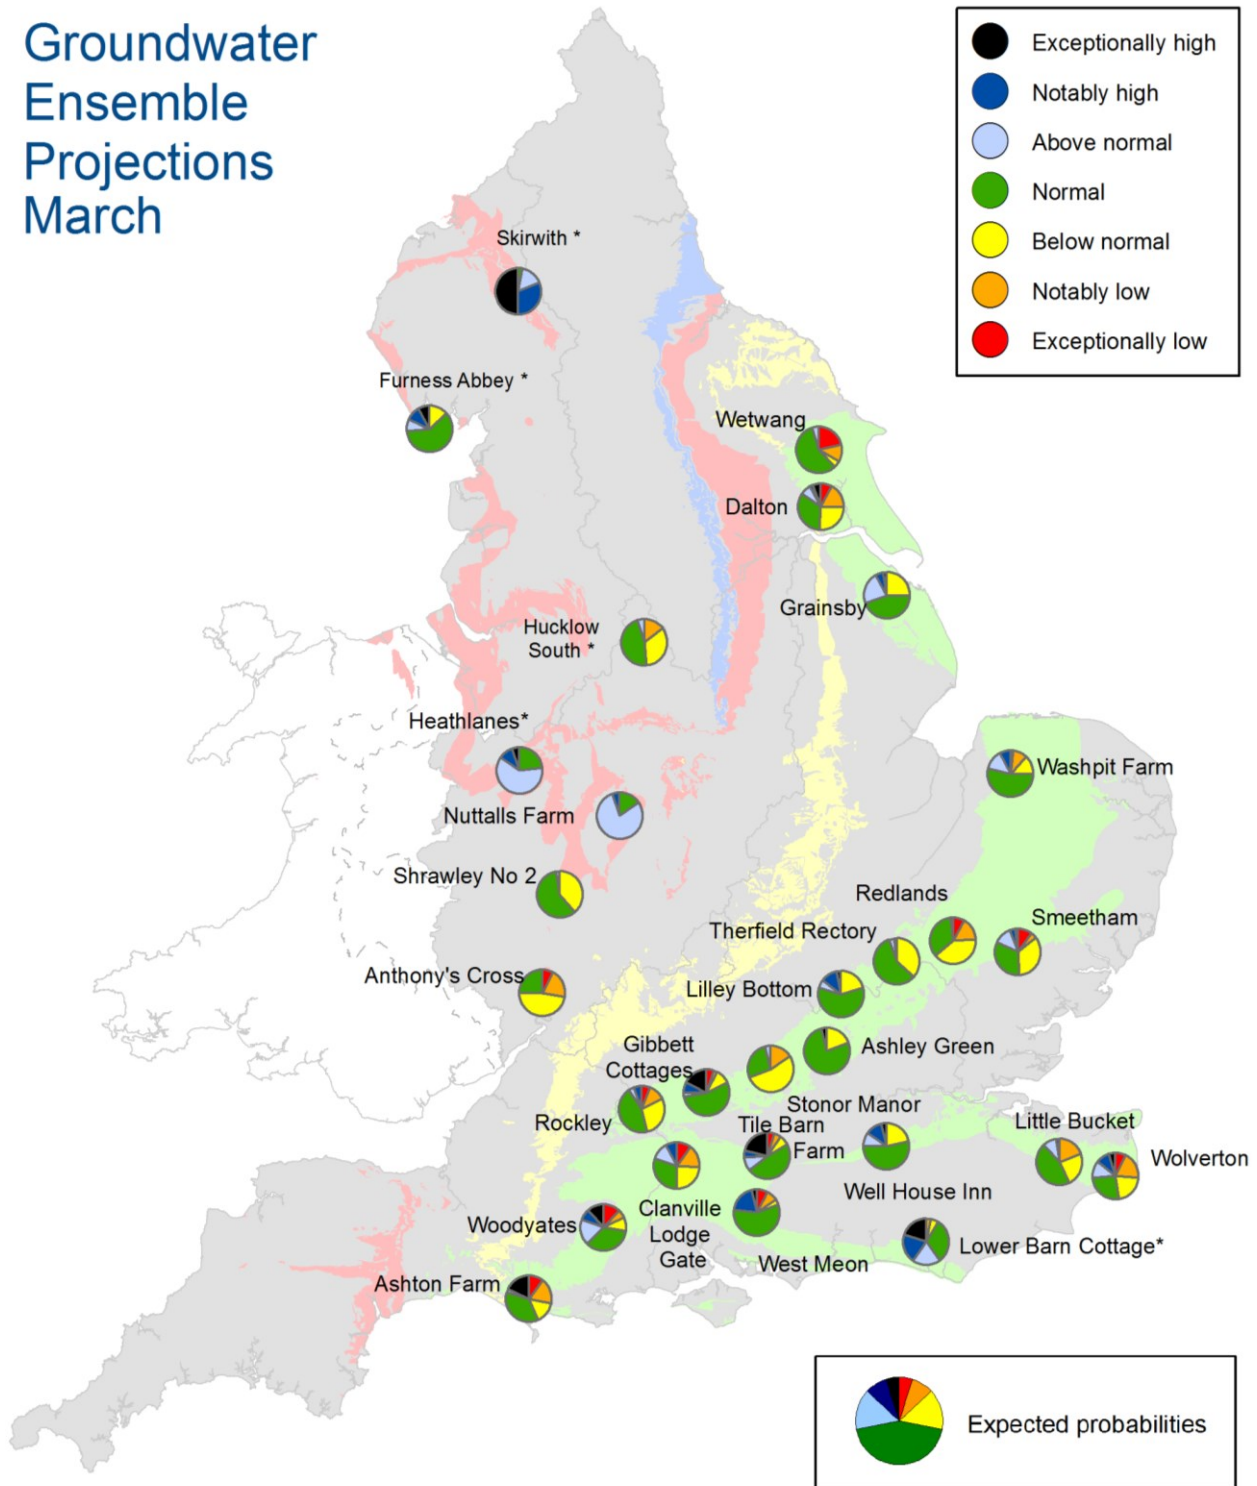 Groundwater
Ensemble
Projections
March
Exceptionally high
Notably high
Above normal
Normal
Below normal
Notably low
Exceptionally low
Skirwith *
Furness Abbey *
Wetwang
Dalton
Grainsby
Hucklow
South *
Heathlanes*
Nuttalls Farm
Washpit Farm
Shrawley No 2
Redlands
Smeetham
Therfield Rectory
Anthony's Cross
Lilley Bottom
Gibbett
Cottages
Ashley Green
Rockley
Stonor Manor
Tile Barn
Farm
Little Bucket
Wolverton
Well House Inn
Woodyates
Clanville
Lodge
Gate
West Meon
Lower Barn Cottage*
Ashton Farm
Expected probabilities